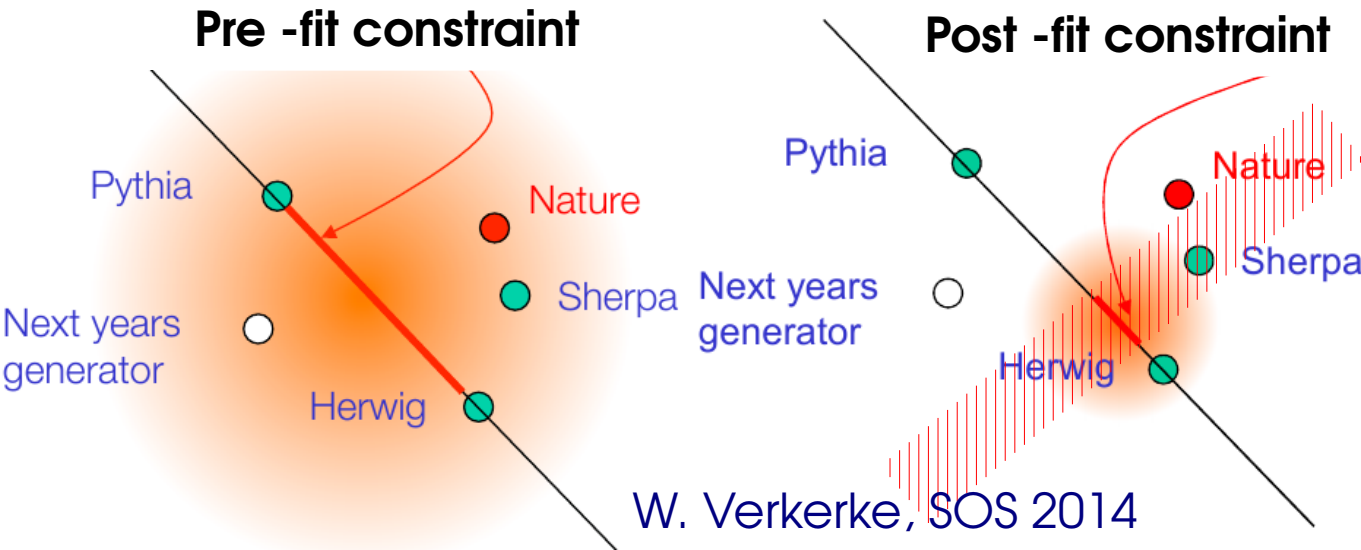 Pre -fit constraint
Pythia
Nature
Sherpa
Next years
generator
Herwig
Post -fit constraint
Pythia
Nature
Sherpa
Next years
generator
Herwig
W. Verkerke, SOS 2014